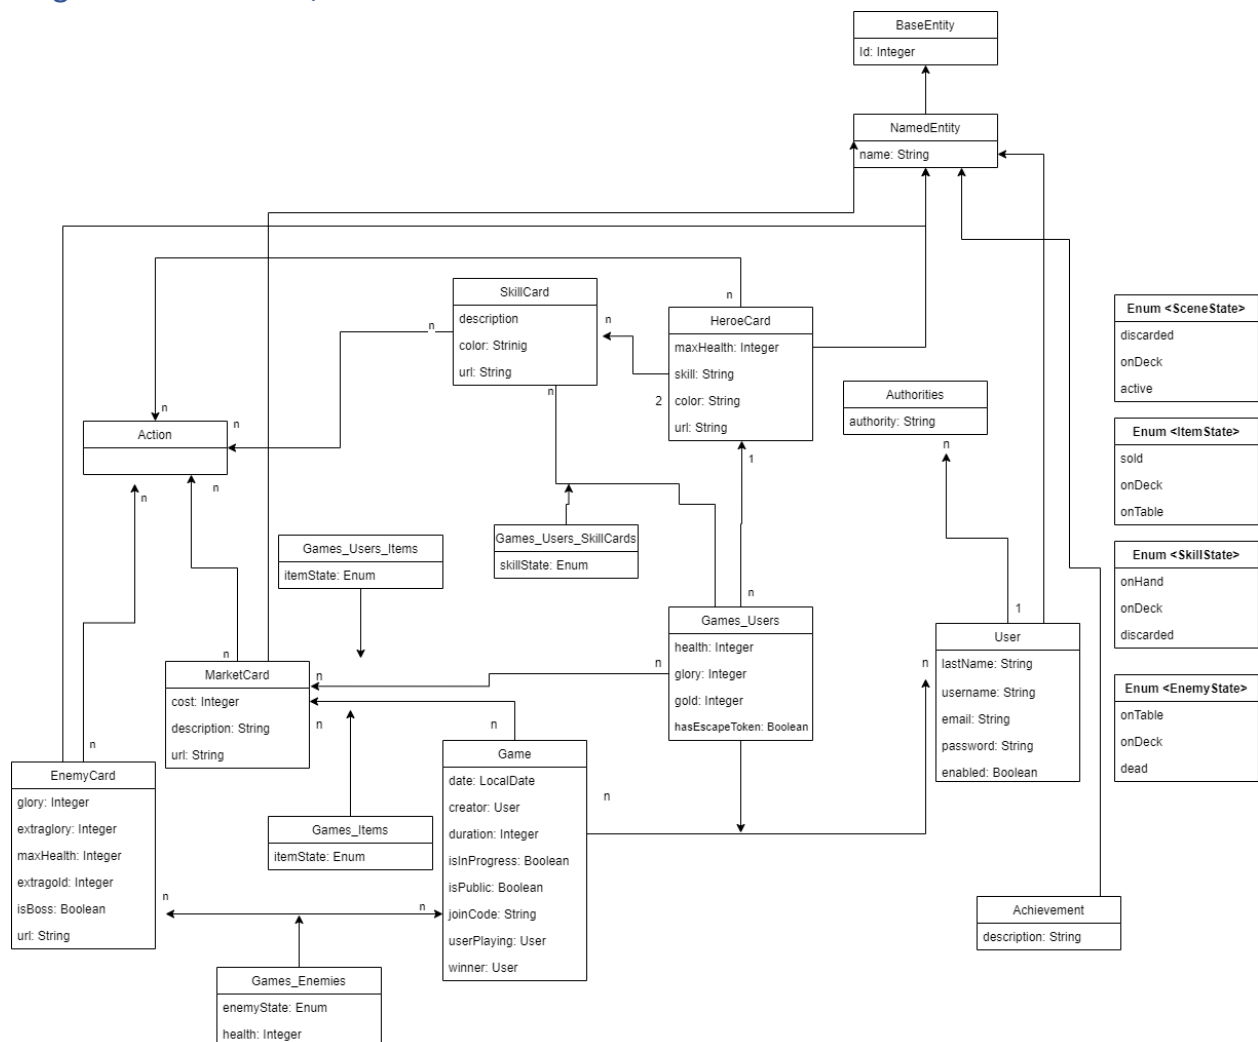 BaseEntity
Id: Integer
NamedEntity
name: String
SkillCard
description
color: Strinig
url: String
n
n
n
HeroeCard
maxHealth: Integer
skill: String
color: String
url: String
n
2
1
Enum <SceneState>
discarded
onDeck
active
Authorities
authority: String
n
Action
n
n
n
n
Enum <ItemState>
sold
onDeck
onTable
Games_Users_Items
itemState: Enum
Games_Users_SkillCards
skillState: Enum
Enum <SkillState>
onHand
onDeck
discarded
n
Games_Users
health: Integer
glory: Integer
gold: Integer
hasEscapeToken: Boolean
n
1
User
lastName: String
username: String
email: String
password: String
enabled: Boolean
n
n
MarketCard
cost: Integer
description: String
url: String
n
n
Enum <EnemyState>
onTable
onDeck
dead
n
EnemyCard
glory: Integer
extraglory: Integer
maxHealth: Integer
extragold: Integer
isBoss: Boolean
url: String
n
n
Game
date: LocalDate
creator: User
duration: Integer
isInProgress: Boolean
isPublic: Boolean
joinCode: String
userPlaying: User
winner: User
n
n
Games_Items
itemState: Enum
Achievement
description: String
Games_Enemies
enemyState: Enum
health: Integer